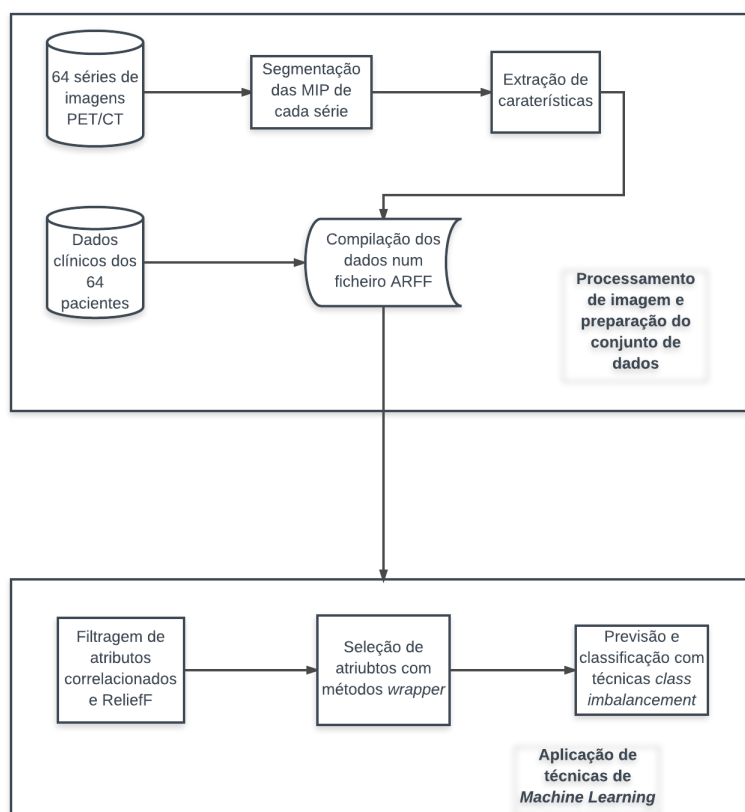 64 séries de
imagens
PET/CT
Segmentação
das MIP de
cada série
Extração de
caraterísticas
Dados
clínicos dos
64
pacientes
Compilação dos
dados num
ficheiro ARFF
Processamento
de imagem e
preparação do
conjunto de
dados
Filtragem de
atributos
correlacionados
e ReliefF
Seleção de
atriubtos com
métodos wrapper
Previsão e
classificação com
técnicas class
imbalancement
Aplicação de
técnicas de
Machine Learning